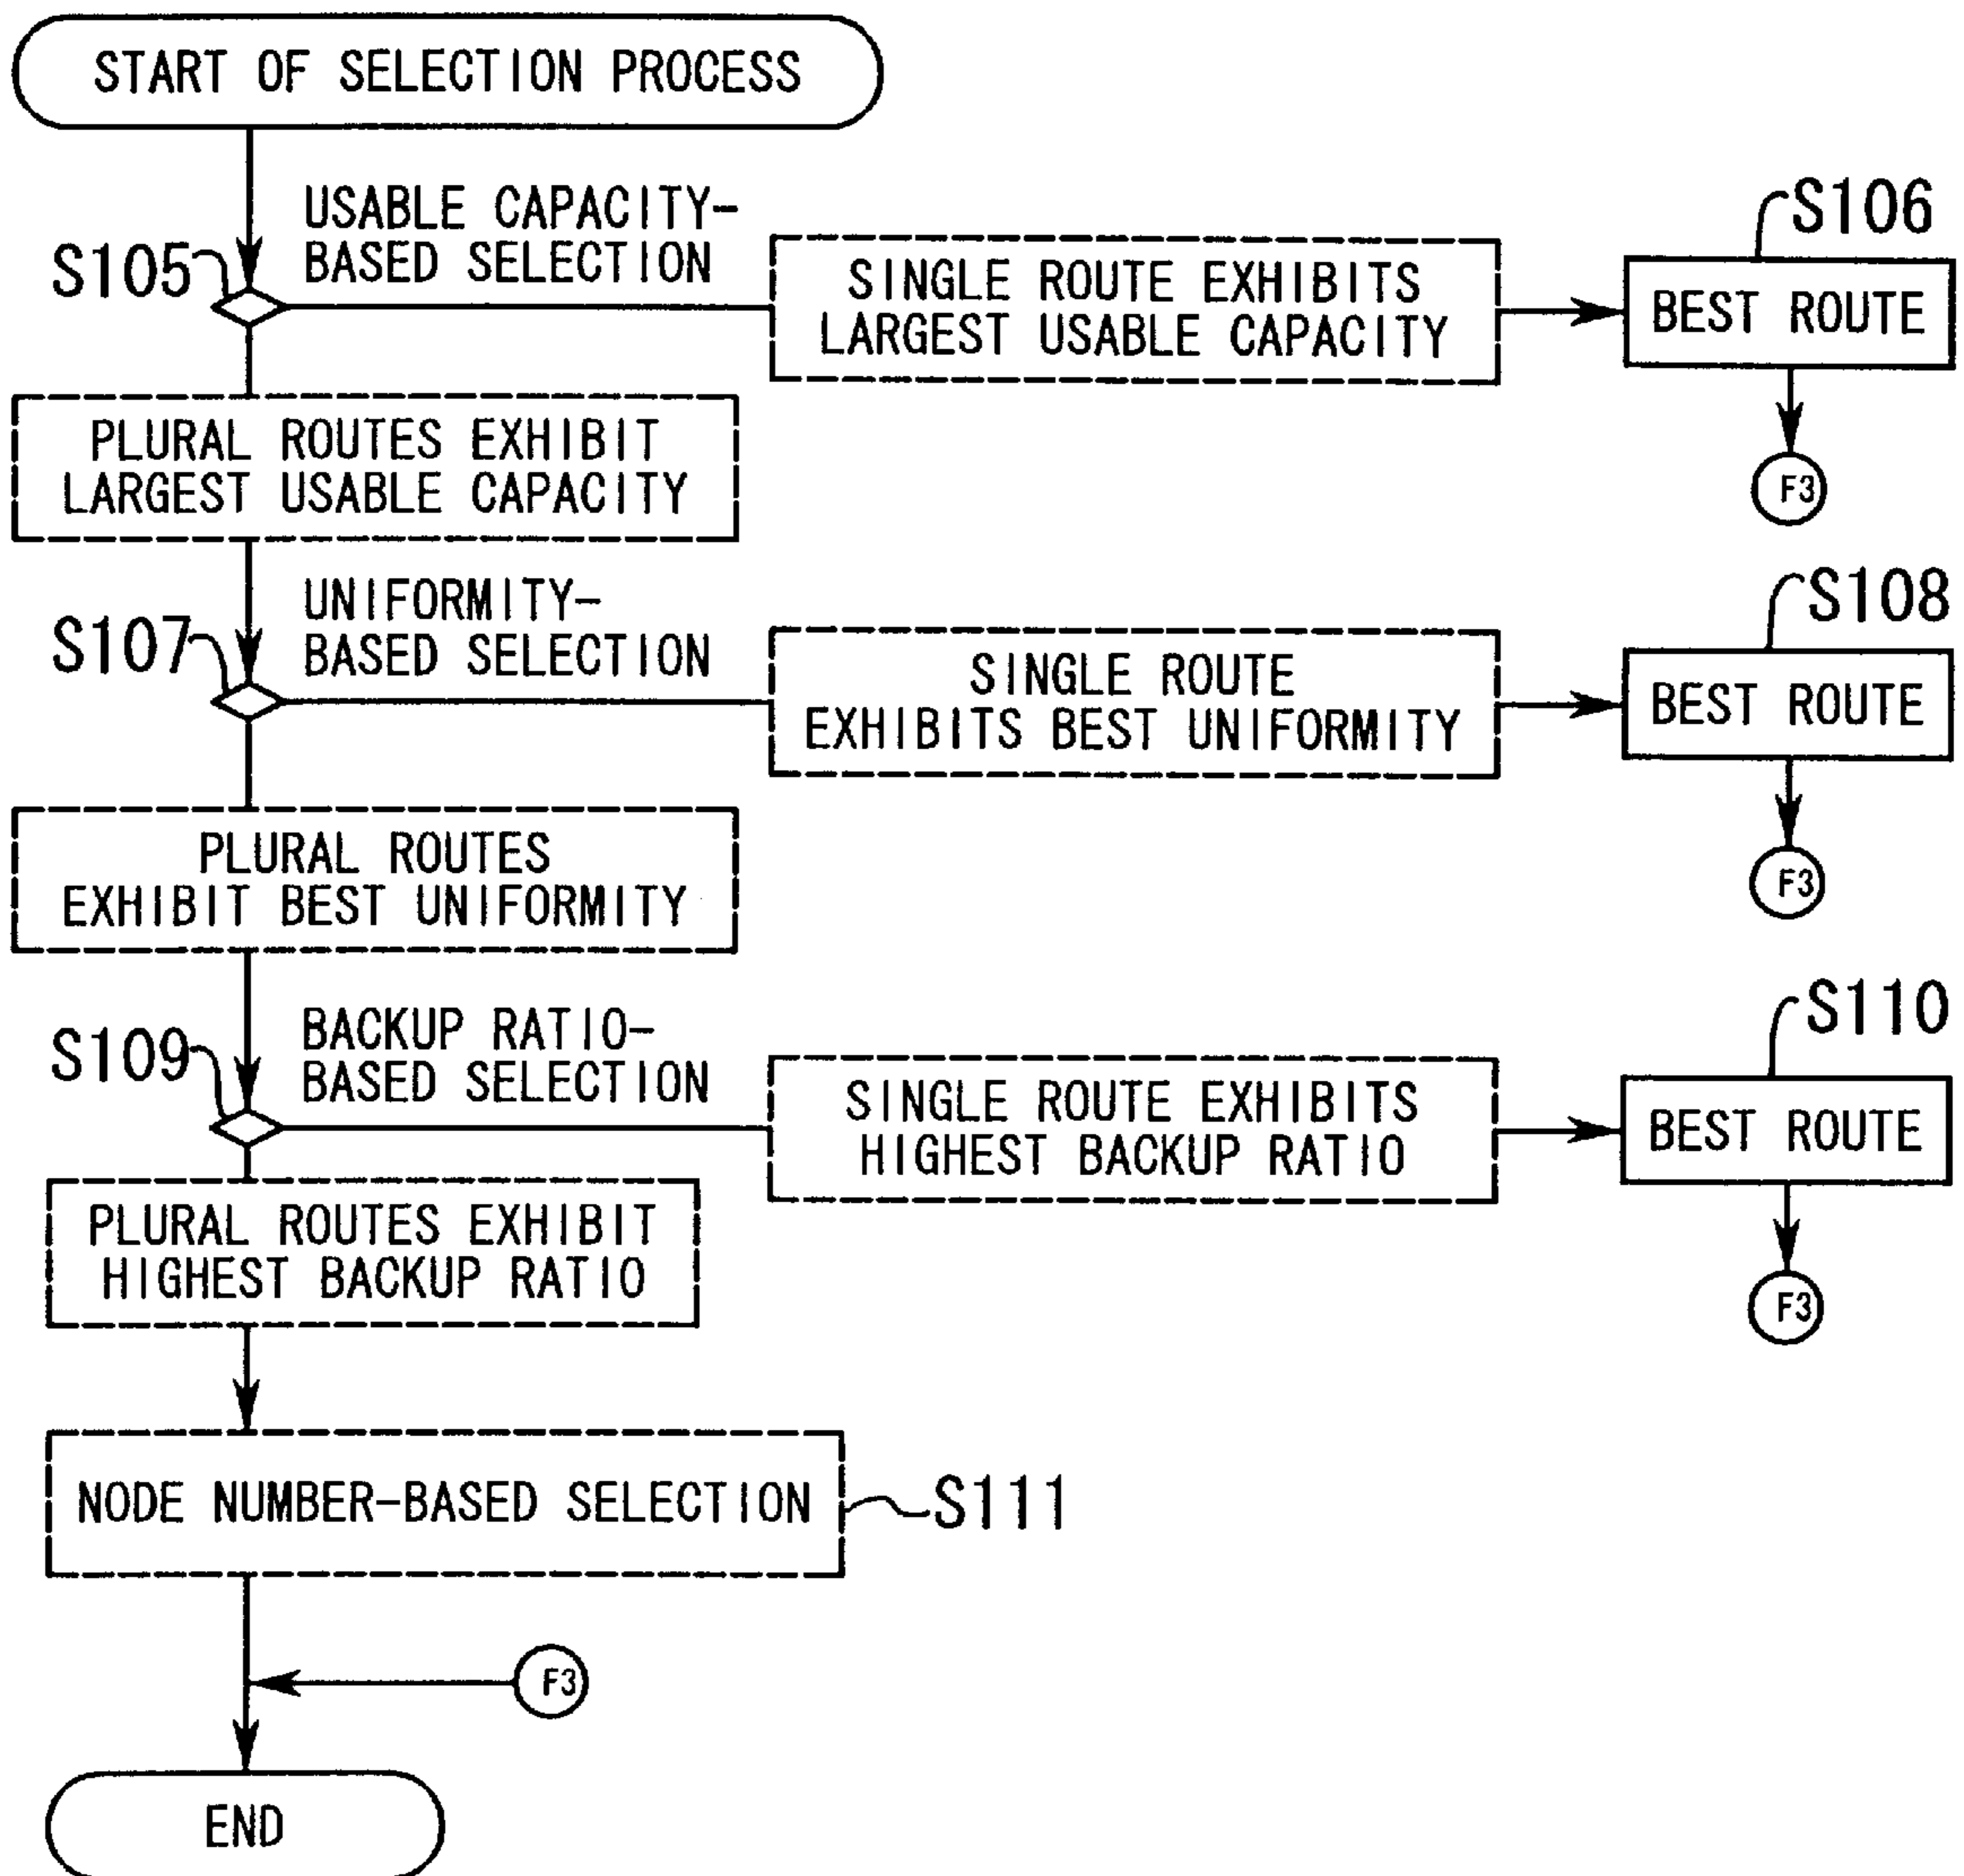 START OF SELECTION PROCESS
USABLE CAPACITY-
BASED SELECTION
S105
SINGLE ROUTE EXHIBITS
LARGEST USABLE CAPACITY
S106
BEST ROUTE
F3
PLURAL ROUTES EXHIBIT
LARGEST USABLE CAPACITY
UNIFORMITY-
BASED SELECTION
S107
SINGLE ROUTE
EXHIBITS BEST UNIFORMITY
S108
BEST ROUTE
F3
PLURAL ROUTES
EXHIBIT BEST UNIFORMITY
BACKUP RATIO-
BASED SELECTION
S109
SINGLE ROUTE EXHIBITS
HIGHEST BACKUP RATIO
S110
BEST ROUTE
F3
PLURAL ROUTES EXHIBIT
HIGHEST BACKUP RATIO
NODE NUMBER-BASED SELECTION
S111
F3
END